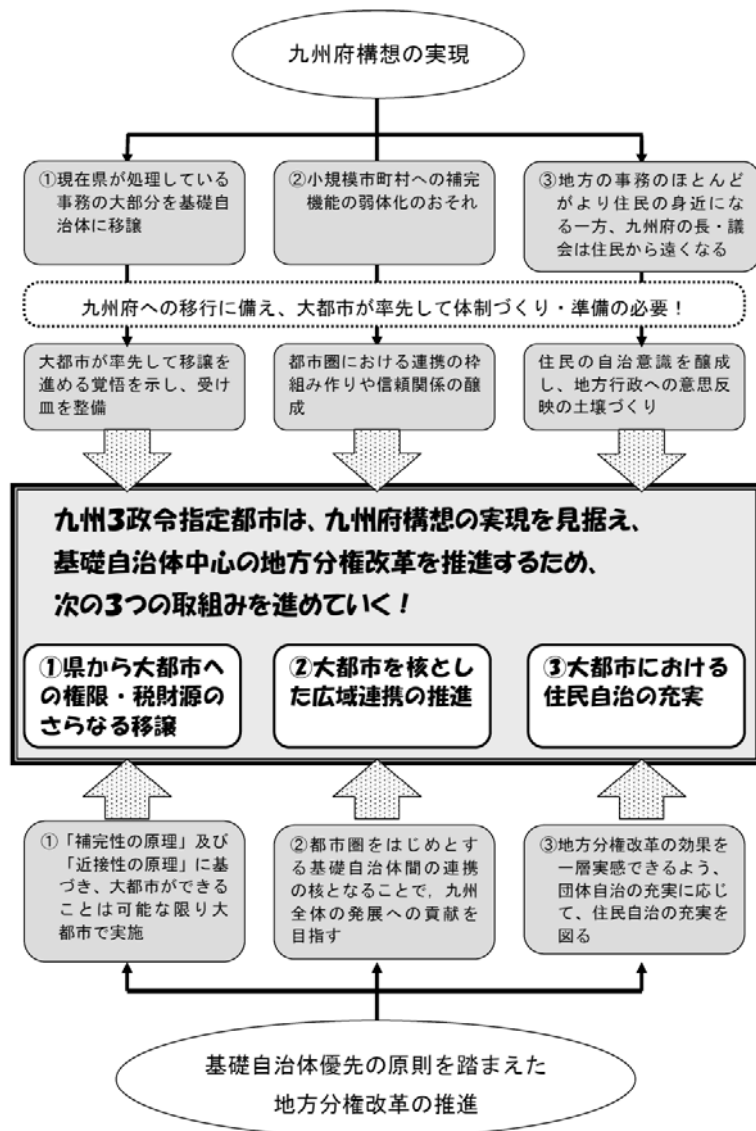 九州府構想の実現
①現在県が処理している
事務の大部分を基礎自
治体に移譲
②小規模市町村への補完
機能の弱体化のおそれ
③地方の事務のほとんど
がより住民の身近にな
る一方、九州府の長・議
会は住民から遠くなる
九州府への移行に備え、大都市が率先して体制づくり・準備の必要！
大都市が率先して移譲を
進める覚悟を示し、受け
皿を整備
都市圏における連携の枠
組み作りや信頼関係の醸
成
住民の自治意識を醸成
し、地方行政への意思反
映の土壌づくり
九州3政令指定都市は、九州府構想の実現を見据え、
基礎自治体中心の地方分権改革を推進するため、
次の3つの取組みを進めていく！
①県から大都市へ
の権限・税財源の
さらなる移譲
②大都市を核とし
た広域連携の推進
③大都市における
住民自治の充実
①「補完性の原理」及び
「近接性の原理」に基
づき、大都市ができる
ことは可能な限り大
都市で実施
②都市圏をはじめとす
る基礎自治体間の連携
の核となることで，九州
全体の発展への貢献を
目指す
③地方分権改革の効果を
一層実感できるよう、
団体自治の充実に応じ
て、住民自治の充実を
図る
基礎自治体優先の原則を踏まえた
地方分権改革の推進